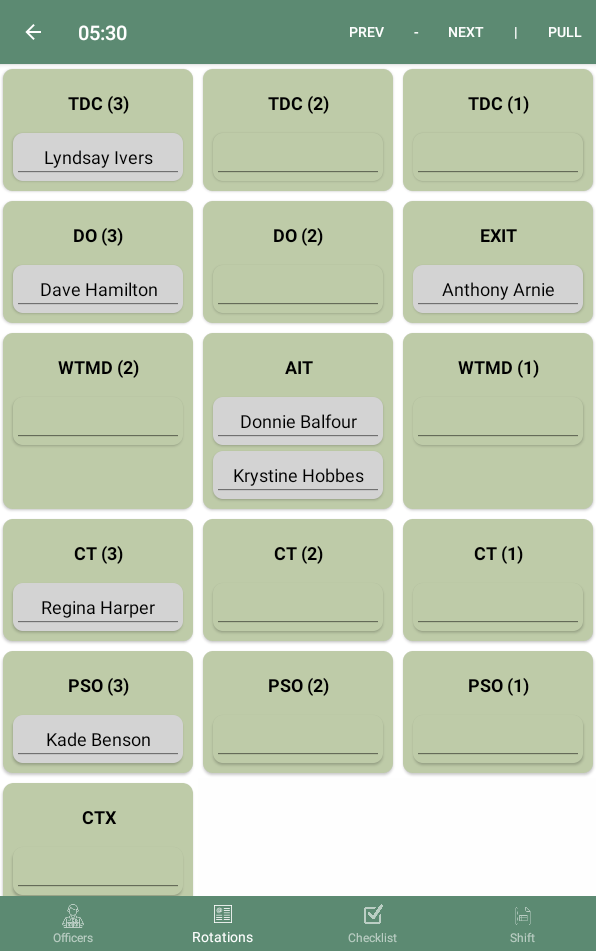 05:30 PREV - NEXT | PULL
TDC (3) TDC (2) TDC (1)
Lyndsay Ivers
DO (3) DO (2) EXIT
Dave Hamilton Anthony Arnie
WTMD (2) AIT WTMD (1)
Donnie Balfour
Krystine Hobbes
CT (3) CT (2) CT (1)
Regina Harper
PSO (3) PSO (2) PSO (1)
Kade Benson
CTX
Officers Rotations Checklist Shift